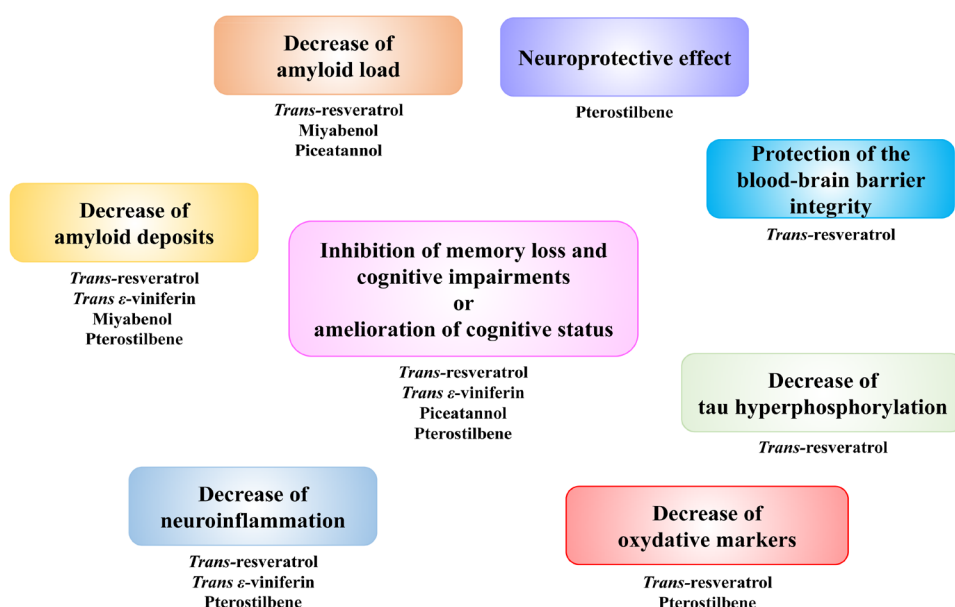 Decrease of
amyloid load
Trans-resveratrol
Miyabenol
Piceatannol
Neuroprotective effect
Pterostilbene
Protection of the
blood-brain barrier
integrity
Trans-resveratrol
Decrease of
amyloid deposits
Trans-resveratrol
Trans ε-viniferin
Miyabenol
Pterostilbene
Inhibition of memory loss and
cognitive impairments
or
amelioration of cognitive status
Trans-resveratrol
Trans ε-viniferin
Piceatannol
Pterostilbene
Decrease of
tau hyperphosphorylation
Trans-resveratrol
Decrease of
neuroinflammation
Trans-resveratrol
Trans ε-viniferin
Pterostilbene
Decrease of
oxydative markers
Trans-resveratrol
Pterostilbene